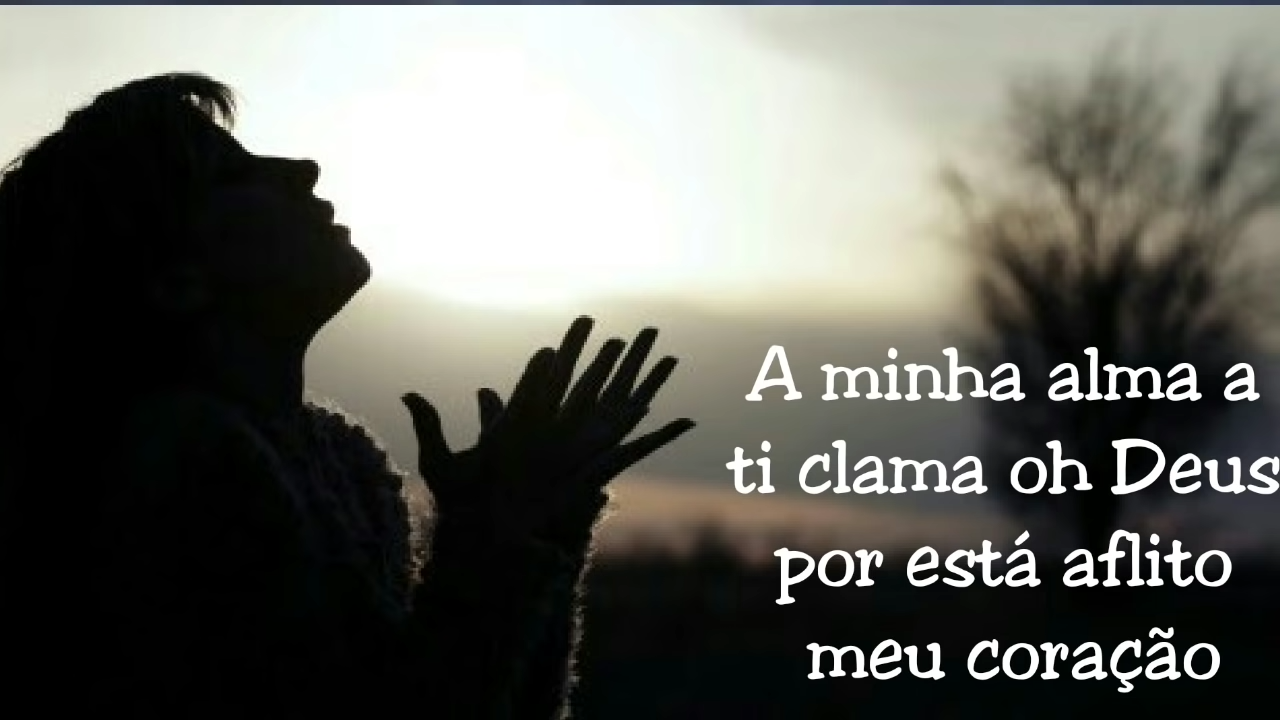 A minha alma a
ti clama oh Deus
por está aflito
meu coração